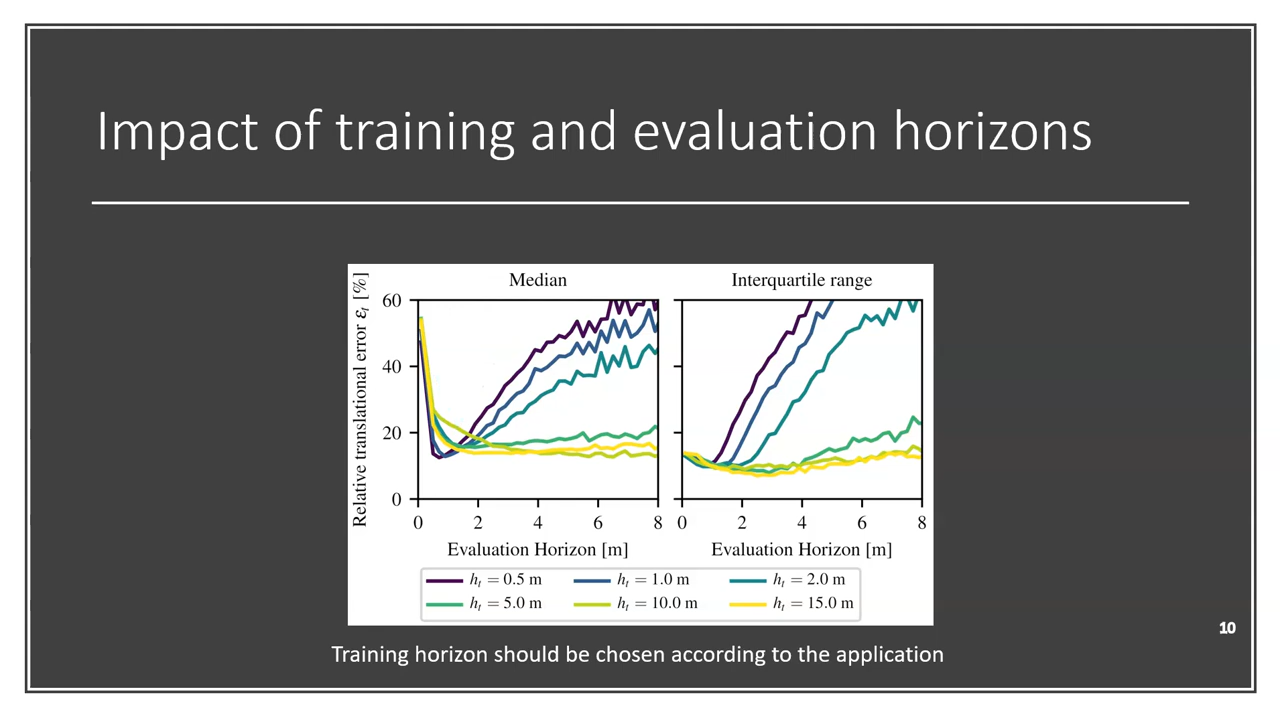 Impact of training and evaluation horizons
Median
Interquartile range
Relative translational error εₜ [%]
60
40
20
0
0 2 4 6 8
0 2 4 6 8
Evaluation Horizon [m]
Evaluation Horizon [m]
hₜ = 0.5 m
hₜ = 1.0 m
hₜ = 2.0 m
hₜ = 5.0 m
hₜ = 10.0 m
hₜ = 15.0 m
10
Training horizon should be chosen according to the application